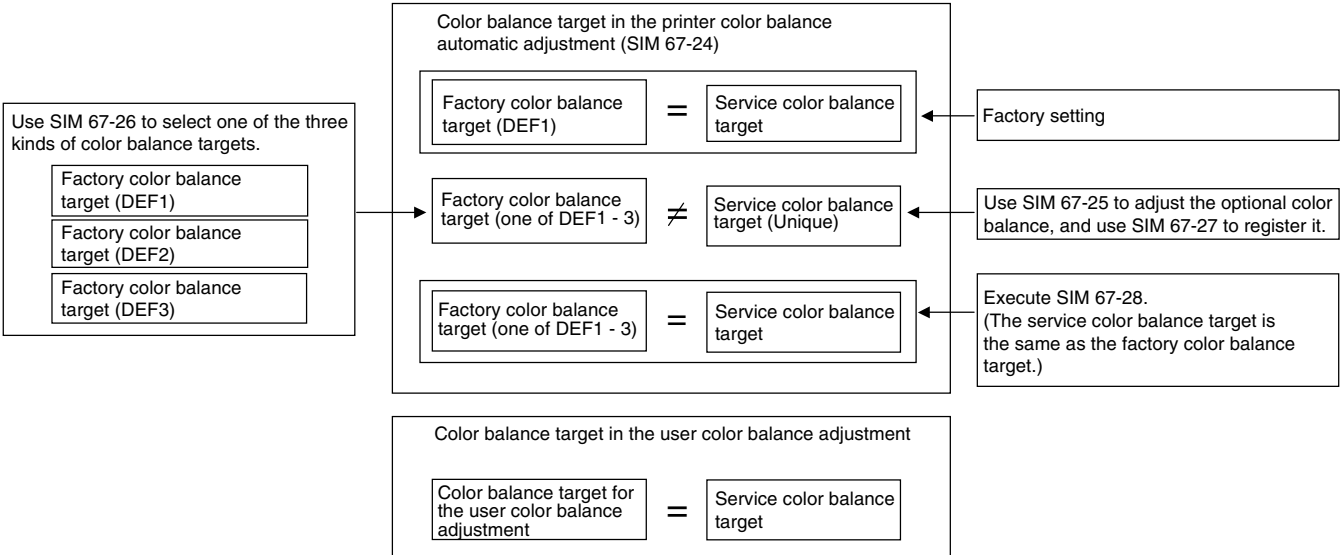 Color balance target in the printer color balance
automatic adjustment (SIM 67-24)
Factory color balance
target (DEF1)
=
Service color balance
target
Factory setting
Use SIM 67-26 to select one of the three
kinds of color balance targets.
Factory color balance
target (DEF1)
Factory color balance
target (DEF2)
Factory color balance
target (DEF3)
Factory color balance
target (one of DEF1 - 3)
≠
Service color balance
target (Unique)
Use SIM 67-25 to adjust the optional color
balance, and use SIM 67-27 to register it.
Factory color balance
target (one of DEF1 - 3)
=
Service color balance
target
Execute SIM 67-28.
(The service color balance target is
the same as the factory color balance
target.)
Color balance target in the user color balance adjustment
Color balance target for
the user color balance
adjustment
=
Service color balance
target